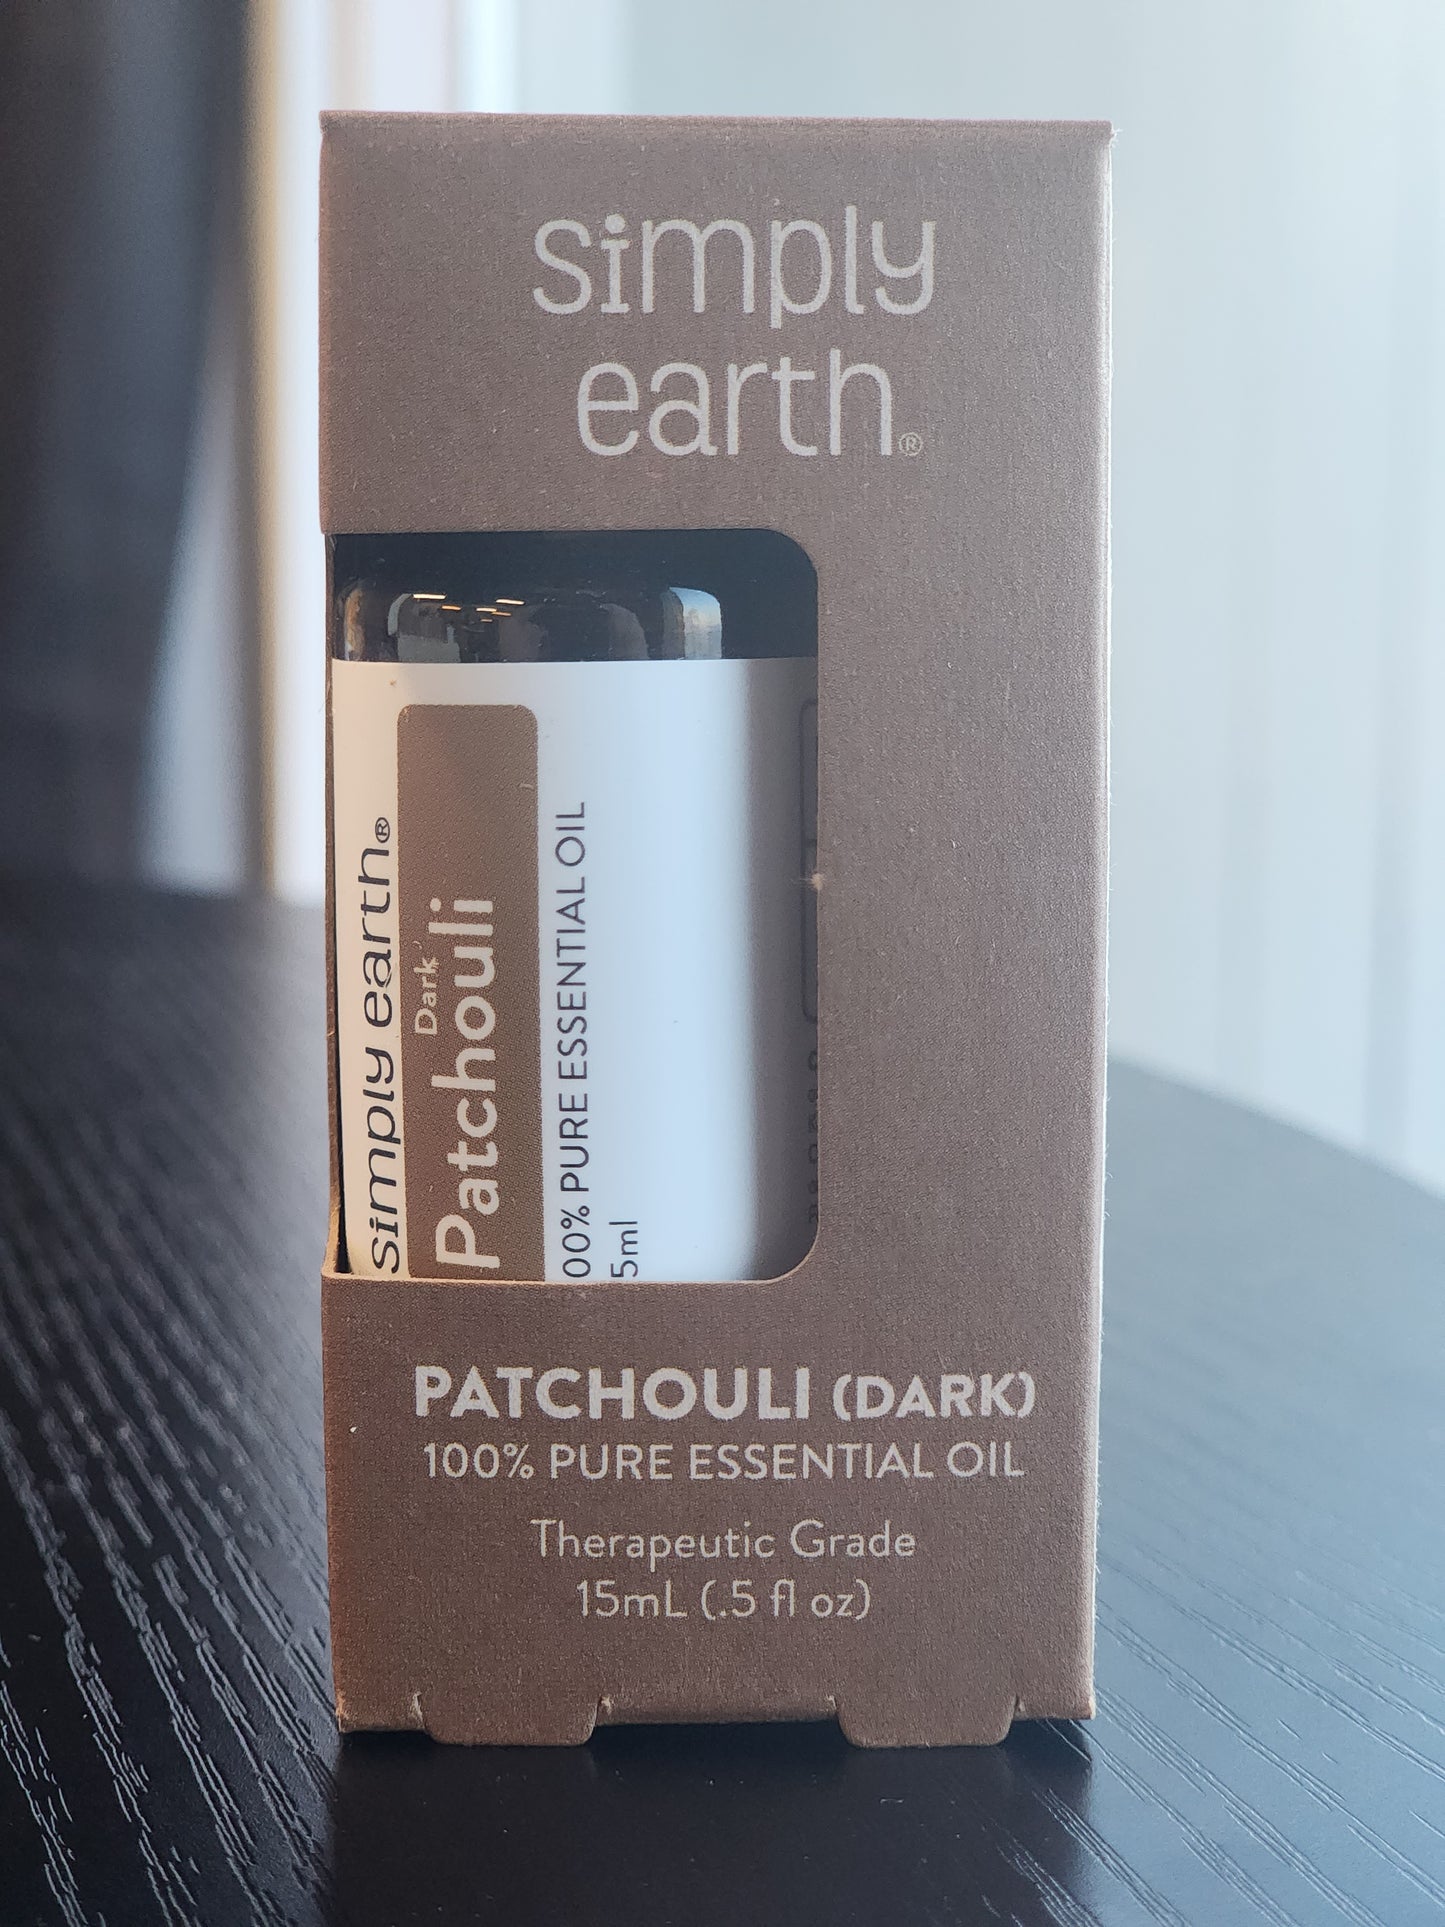 simply
earth®
simply earth®
Dark
Patchouli
00% PURE ESSENTIAL OIL
5ml
PATCHOULI (DARK)
100% PURE ESSENTIAL OIL
Therapeutic Grade
15mL (.5 fl oz)